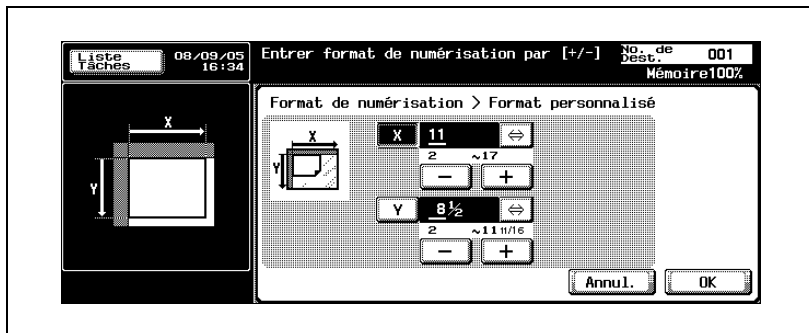 Liste
Tâches
08/09/05
16:34
Entrer format de numérisation par [+/-]
No. de
Dest.
001
Mémoire100%
Format de numérisation > Format personnalisé
X
Y
X
Y
X 11 ⇔
2 ~17
− +
Y 8½ ⇔
2 ~11 11/16
− +
Annul. OK